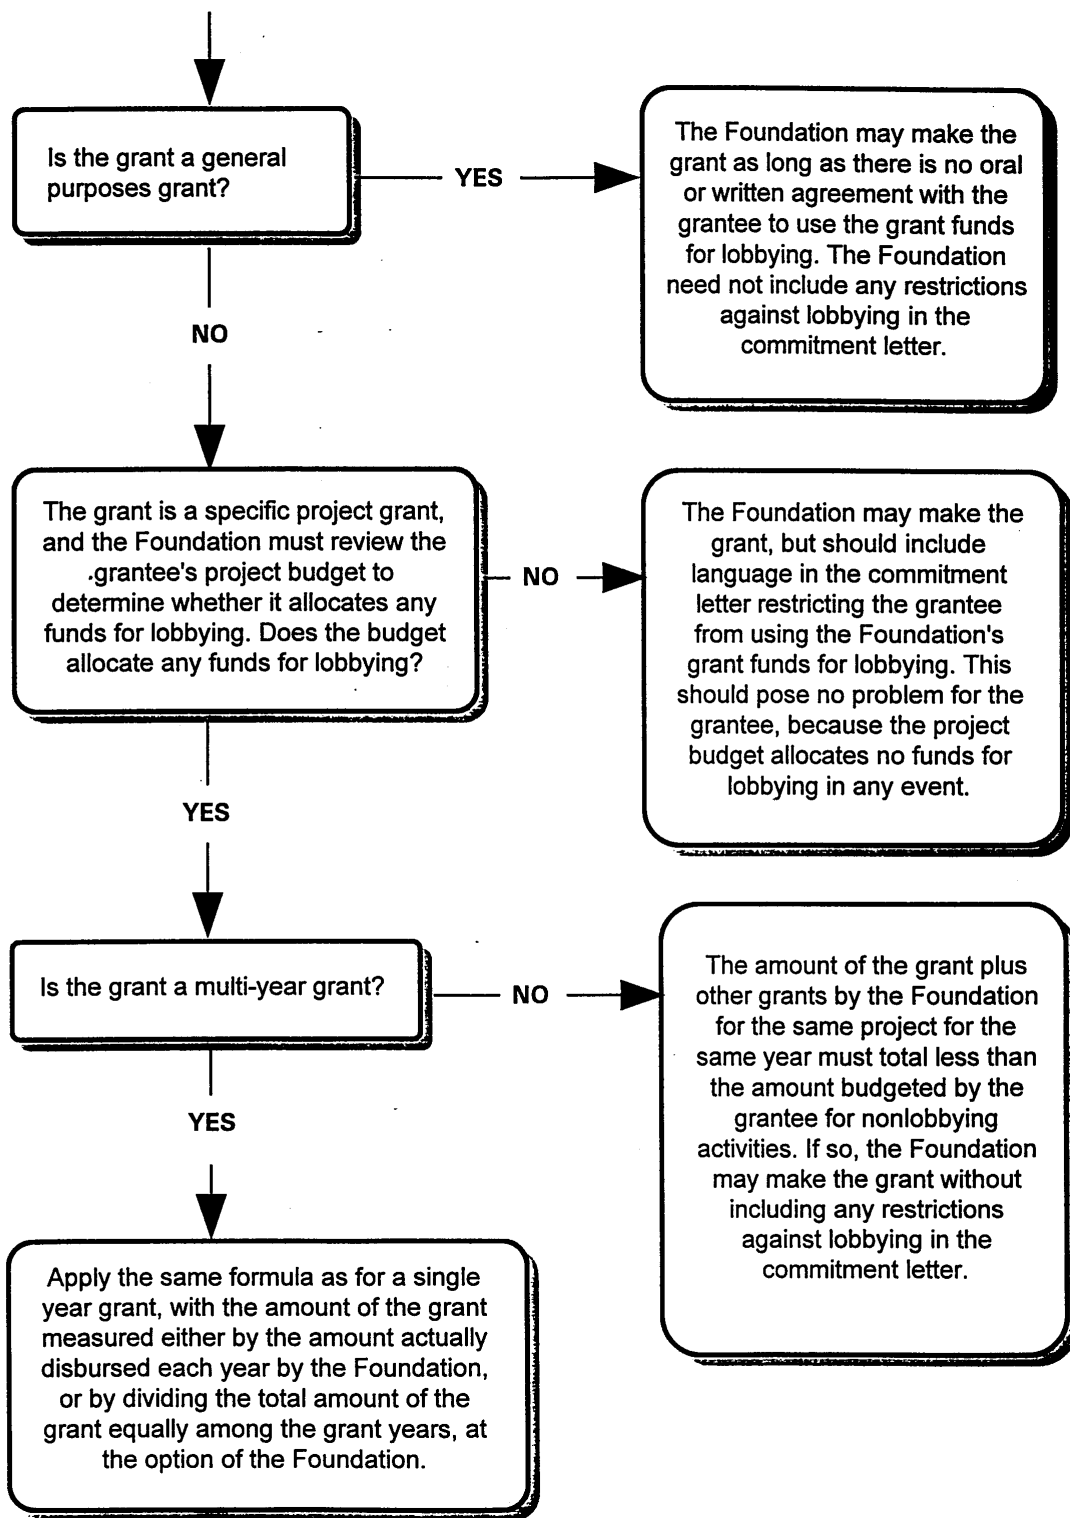 Is the grant a general
purposes grant?
YES
The Foundation may make the
grant as long as there is no oral
or written agreement with the
grantee to use the grant funds
for lobbying. The Foundation
need not include any restrictions
against lobbying in the
commitment letter.
NO
The grant is a specific project grant,
and the Foundation must review the
grantee's project budget to
determine whether it allocates any
funds for lobbying. Does the budget
allocate any funds for lobbying?
NO
The Foundation may make the
grant, but should include
language in the commitment
letter restricting the grantee
from using the Foundation's
grant funds for lobbying. This
should pose no problem for the
grantee, because the project
budget allocates no funds for
lobbying in any event.
YES
Is the grant a multi-year grant?
NO
The amount of the grant plus
other grants by the Foundation
for the same project for the
same year must total less than
the amount budgeted by the
grantee for nonlobbying
activities. If so, the Foundation
may make the grant without
including any restrictions
against lobbying in the
commitment letter.
YES
Apply the same formula as for a single
year grant, with the amount of the grant
measured either by the amount actually
disbursed each year by the Foundation,
or by dividing the total amount of the
grant equally among the grant years, at
the option of the Foundation.